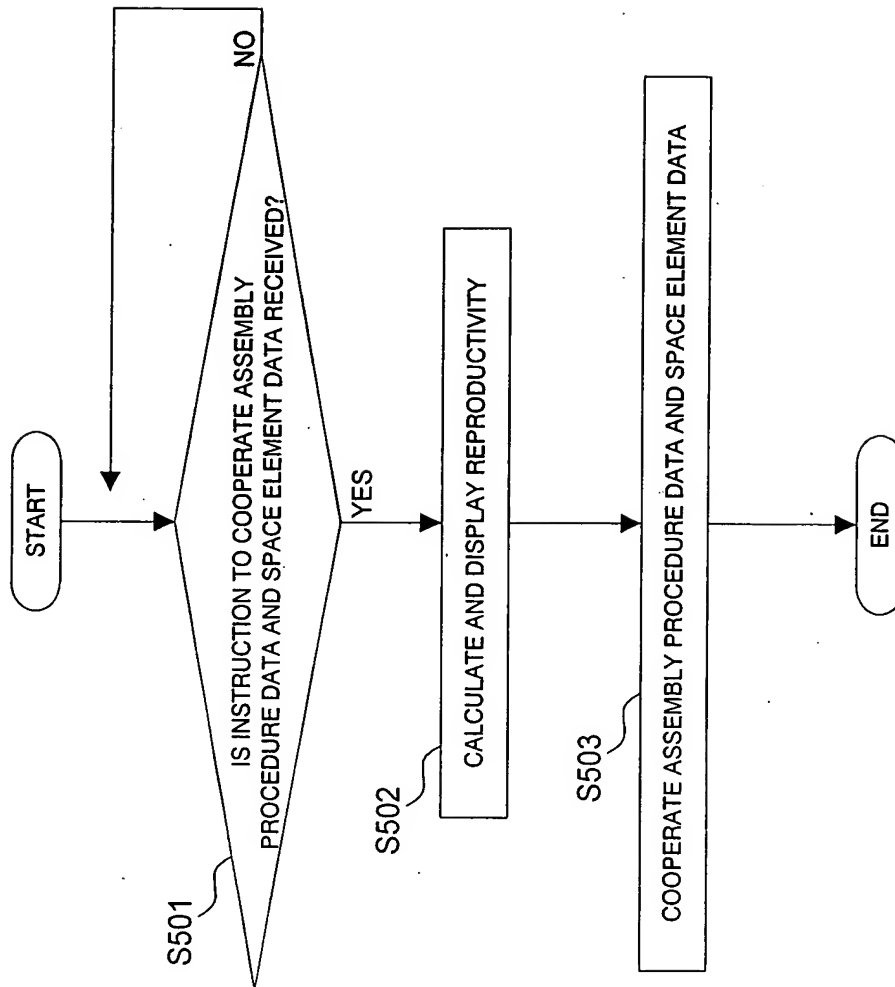 START
IS INSTRUCTION TO COOPERATE ASSEMBLY
PROCEDURE DATA AND SPACE ELEMENT DATA RECEIVED?
NO
S501
YES
S502
CALCULATE AND DISPLAY REPRODUCTIVITY
S503
COOPERATE ASSEMBLY PROCEDURE DATA AND SPACE ELEMENT DATA
END